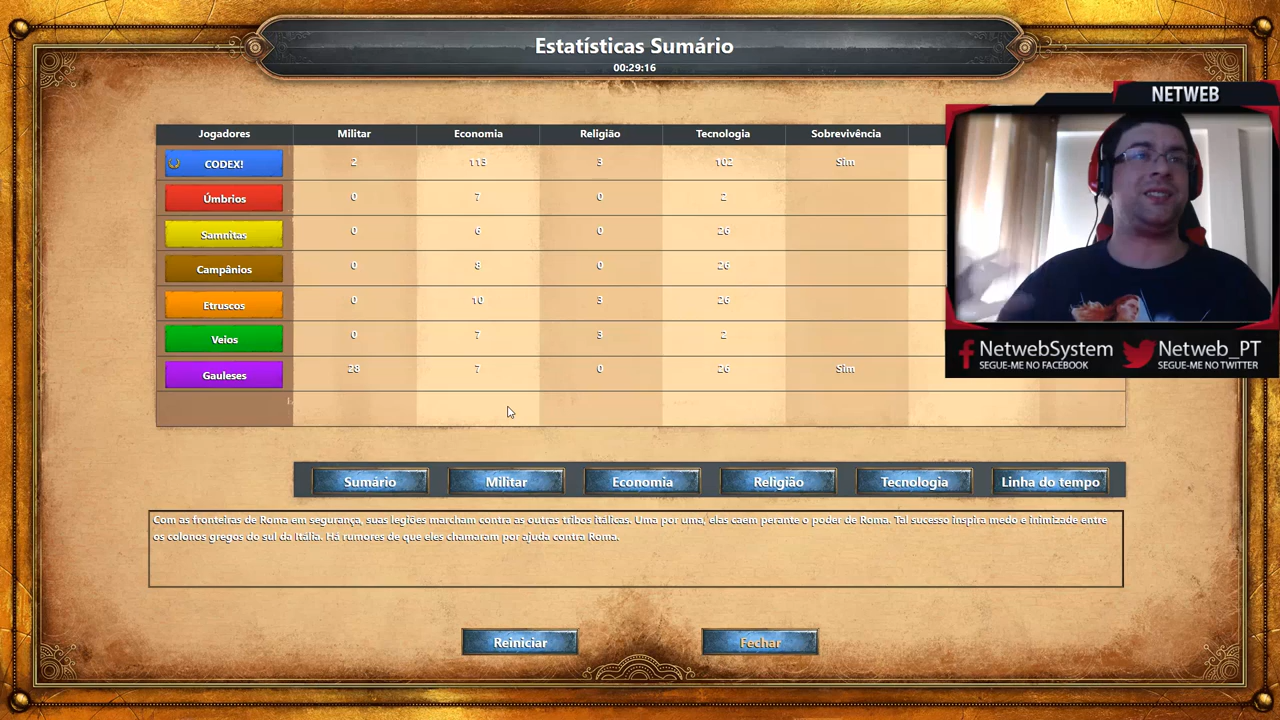 Estatísticas Sumário
00:29:16
NETWEB
Jogadores Militar Economia Religião Tecnologia Sobrevivência
CODEX! 2 113 3 102 Sim
Úmbrios 0 7 0 2
Samnitas 0 6 0 26
Campânios 0 8 0 26
Etruscos 0 10 3 26
Veios 0 7 3 2
Gauleses 28 7 0 26 Sim
NetwebSystem
SEGUE-ME NO FACEBOOK
Netweb_PT
SEGUE-ME NO TWITTER
Sumário Militar Economia Religião Tecnologia Linha do tempo
Com as fronteiras de Roma em segurança, suas legiões marcham contra as outras tribos itálicas. Uma por uma, elas caem perante o poder de Roma. Tal sucesso inspira medo e inimizade entre
os colonos gregos do sul da Itália. Há rumores de que eles chamaram por ajuda contra Roma.
Reiniciar Fechar